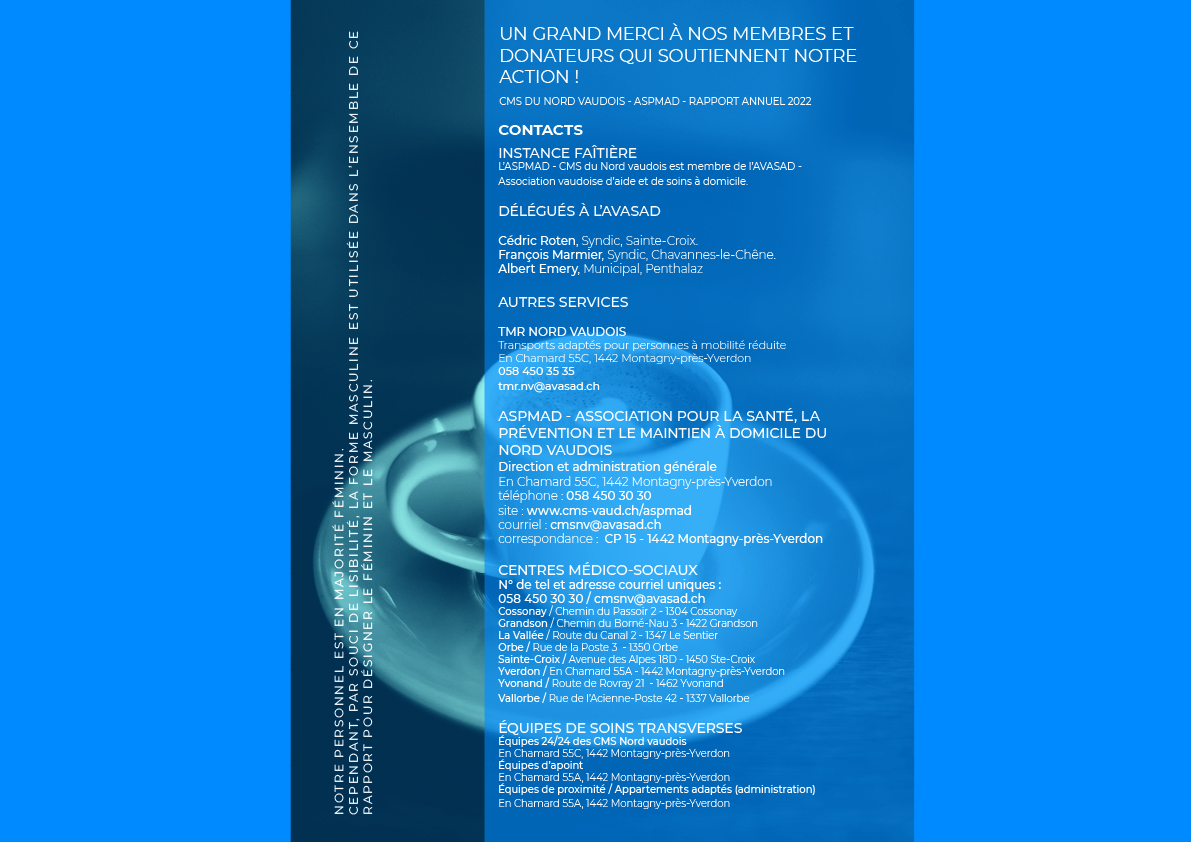 NOTRE PERSONNEL EST EN MAJORITÉ FÉMININ.
CEPENDANT, PAR SOUCI DE LISIBILITÉ, LA FORME MASCULINE EST UTILISÉE DANS L'ENSEMBLE DE CE
RAPPORT POUR DÉSIGNER LE FÉMININ ET LE MASCULIN.
UN GRAND MERCI À NOS MEMBRES ET
DONATEURS QUI SOUTIENNENT NOTRE
ACTION !
CMS DU NORD VAUDOIS - ASPMAD - RAPPORT ANNUEL 2022
CONTACTS
INSTANCE FAÎTIÈRE
L'ASPMAD - CMS du Nord vaudois est membre de l'AVASAD -
Association vaudoise d'aide et de soins à domicile.
DÉLÉGUÉS À L'AVASAD
Cédric Roten, Syndic, Sainte-Croix.
François Marmier, Syndic, Chavannes-le-Chêne.
Albert Emery, Municipal, Penthalaz
AUTRES SERVICES
TMR NORD VAUDOIS
Transports adaptés pour personnes à mobilité réduite
En Chamard 55C, 1442 Montagny-près-Yverdon
058 450 35 35
tmr.nv@avasad.ch
ASPMAD - ASSOCIATION POUR LA SANTÉ, LA
PRÉVENTION ET LE MAINTIEN À DOMICILE DU
NORD VAUDOIS
Direction et administration générale
En Chamard 55C, 1442 Montagny-près-Yverdon
téléphone : 058 450 30 30
site : www.cms-vaud.ch/aspmad
courriel : cmsnv@avasad.ch
correspondance : CP 15 - 1442 Montagny-près-Yverdon
CENTRES MÉDICO-SOCIAUX
N° de tel et adresse courriel uniques :
058 450 30 30 / cmsnv@avasad.ch
Cossonay / Chemin du Passoir 2 - 1304 Cossonay
Grandson / Chemin du Borné-Nau 3 - 1422 Grandson
La Vallée / Route du Canal 2 - 1347 Le Sentier
Orbe / Rue de la Poste 3 - 1350 Orbe
Sainte-Croix / Avenue des Alpes 18D - 1450 Ste-Croix
Yverdon / En Chamard 55A - 1442 Montagny-près-Yverdon
Yvonand / Route de Rovray 21 - 1462 Yvonand
Vallorbe / Rue de l'Acienne-Poste 42 - 1337 Vallorbe
ÉQUIPES DE SOINS TRANSVERSES
Équipes 24/24 des CMS Nord vaudois
En Chamard 55C, 1442 Montagny-près-Yverdon
Équipes d'apoint
En Chamard 55A, 1442 Montagny-près-Yverdon
Équipes de proximité / Appartements adaptés (administration)
En Chamard 55A, 1442 Montagny-près-Yverdon